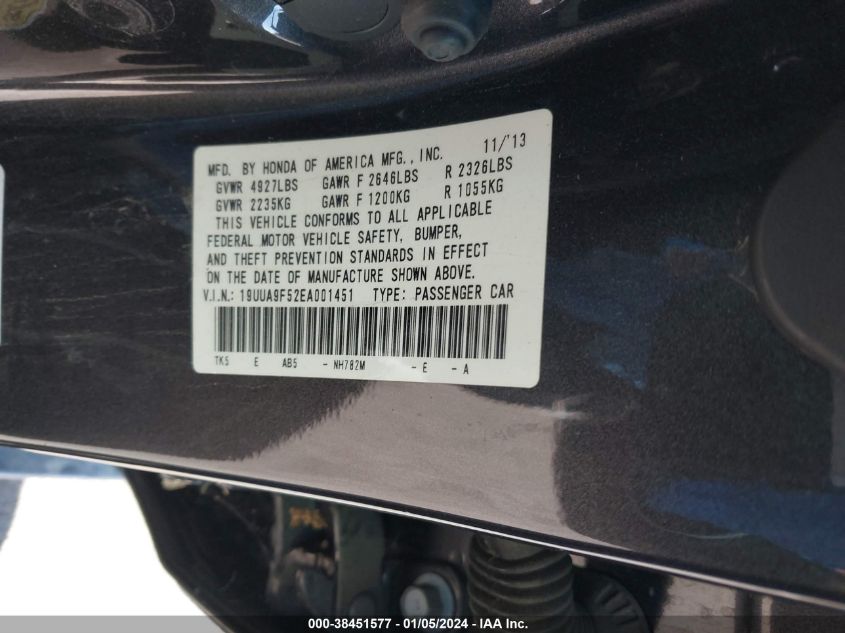 MFD. BY HONDA OF AMERICA MFG., INC. 11/'13
GVWR 4927LBS GAWR F 2646LBS R 2326LBS
GVWR 2235KG GAWR F 1200KG R 1055KG
THIS VEHICLE CONFORMS TO ALL APPLICABLE
FEDERAL MOTOR VEHICLE SAFETY, BUMPER,
AND THEFT PREVENTION STANDARDS IN EFFECT
ON THE DATE OF MANUFACTURE SHOWN ABOVE.
V.I.N.: 19UUA9F52EA001451 TYPE: PASSENGER CAR
TK5 E AB5 - NH782M - E - A
000-38451577 - 01/05/2024 - IAA Inc.